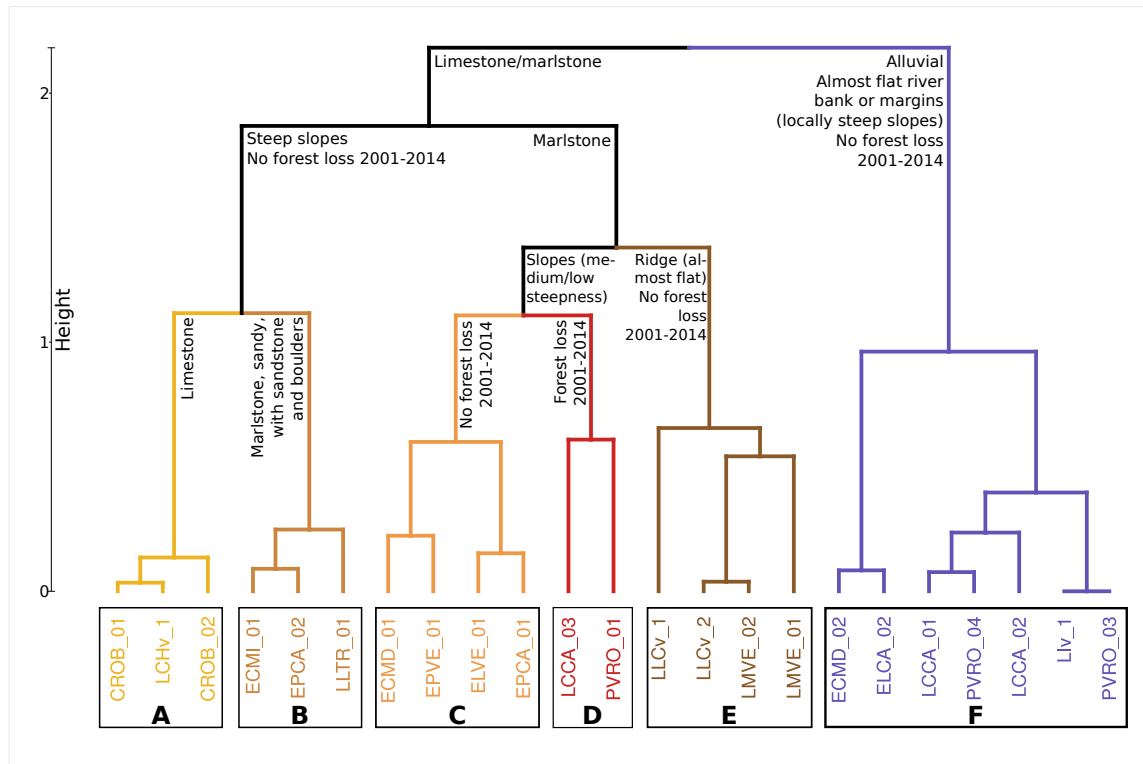 Limestone/marlstone
Alluvial
Almost flat river
bank or margins
(locally steep slopes)
No forest loss
2001-2014
2
Steep slopes
No forest loss 2001-2014
Marlstone
Slopes (me-
dium/low
steepness)
Ridge (al-
most flat)
No forest
loss
2001-2014
Height
1
Limestone
Marlstone, sandy,
with sandstone
and boulders
No forest loss
2001-2014
Forest loss
2001-2014
0
CROB_01
LCHv_1
CROB_02
ECMI_01
EPCA_02
LLTR_01
ECMD_01
EPVE_01
ELVE_01
EPCA_01
LCCA_03
PVRO_01
LLCv_1
LLCv_2
LMVE_02
LMVE_01
ECMD_02
ELCA_02
LCCA_01
PVRO_04
LCCA_02
LIv_1
PVRO_03
A
B
C
D
E
F